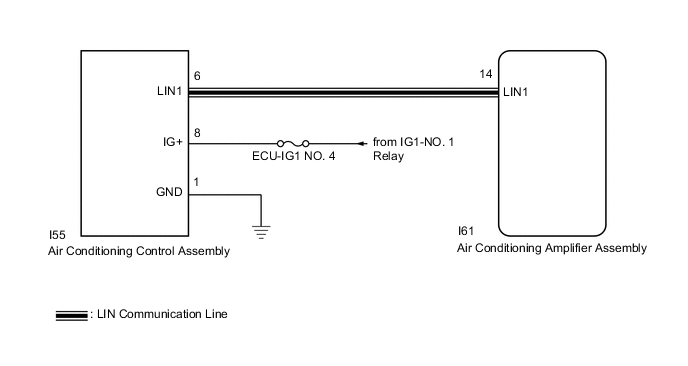 6
14
LIN1
LIN1
8
IG+
from IG1-NO. 1
Relay
ECU-IG1 NO. 4
1
GND
I55
Air Conditioning Control Assembly
I61
Air Conditioning Amplifier Assembly
: LIN Communication Line